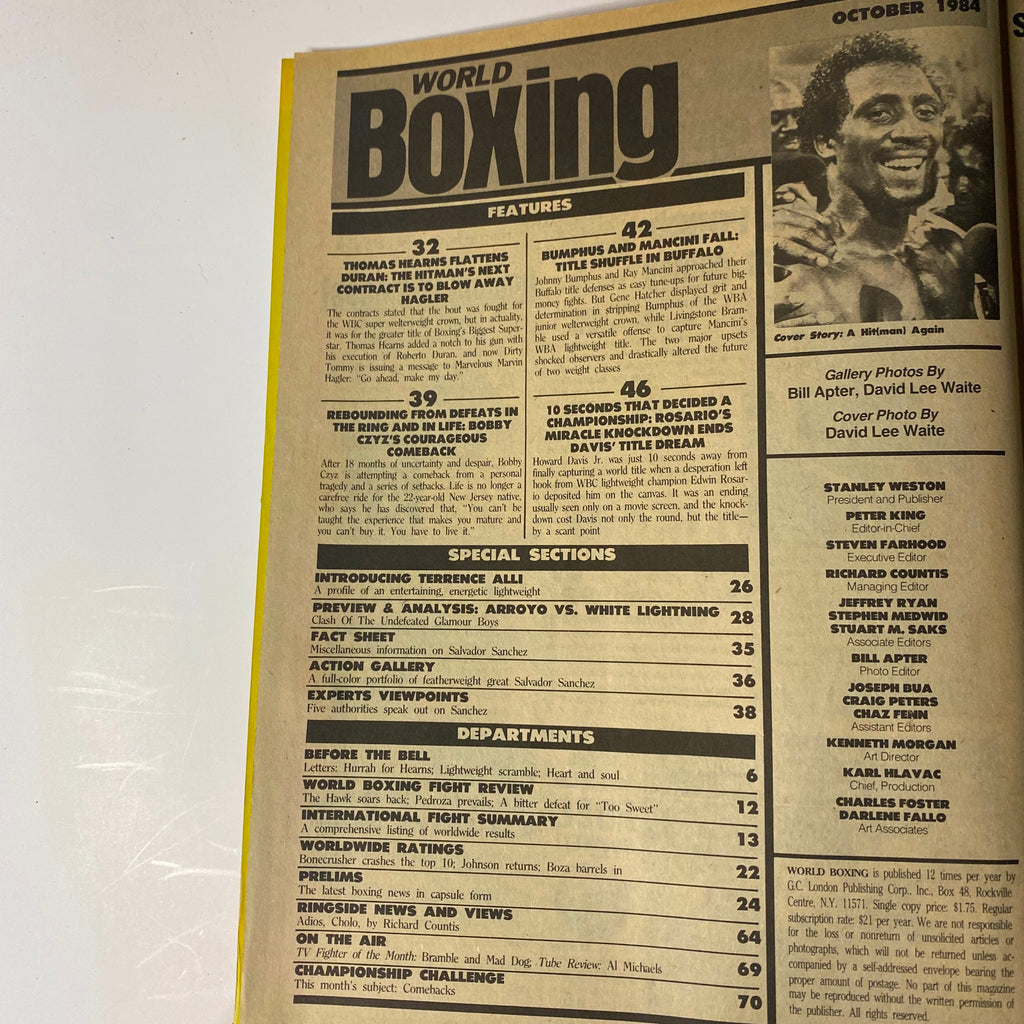 OCTOBER 1984
WORLD
Boxing
FEATURES
32
THOMAS HEARNS FLATTENS
DURAN: THE HITMAN'S NEXT
CONTRACT IS TO BLOW AWAY
HAGLER
The contracts stated that the bout was fought for
the WBC super welterweight crown, but in actuality,
it was for the greater title of Boxing's Biggest Super-
star. Thomas Hearns added a notch to his gun with
his execution of Roberto Duran, and now Dirty
Tommy is issuing a message to Marvelous Marvin
Hagler: "Go ahead, make my day."
39
REBOUNDING FROM DEFEATS IN
THE RING AND IN LIFE: BOBBY
CZYZ'S COURAGEOUS
COMEBACK
After 18 months of uncertainty and despair, Bobby
Czyz is attempting a comeback from a personal
tragedy and a series of setbacks. Life is no longer a
carefree ride for the 22-year-old New Jersey native,
who says he has discovered that, "You can't be
taught the experience that makes you mature and
you can't buy it. You have to live it."
42
BUMPHUS AND MANCINI FALL:
TITLE SHUFFLE IN BUFFALO
Johnny Bumphus and Ray Mancini approached their
Buffalo title defenses as easy tune-ups for future big-
money fights. But Gene Hatcher displayed grit and
determination in stripping Bumphus of the WBA
junior welterweight crown, while Livingstone Bram-
ble used a versatile offense to capture Mancini's
WBA lightweight title. The two major upsets
shocked observers and drastically altered the future
of two weight classes
46
10 SECONDS THAT DECIDED A
CHAMPIONSHIP: ROSARIO'S
MIRACLE KNOCKDOWN ENDS
DAVIS' TITLE DREAM
Howard Davis Jr. was just 10 seconds away from
finally capturing a world title when a desperation left
hook from WBC lightweight champion Edwin Rosar-
io deposited him on the canvas. It was an ending
usually seen only on a movie screen, and the knock-
down cost Davis not only the round, but the title—
by a scant point
SPECIAL SECTIONS
INTRODUCING TERRENCE ALLI
A profile of an entertaining, energetic lightweight 26
PREVIEW & ANALYSIS: ARROYO VS. WHITE LIGHTNING
Clash Of The Undefeated Glamour Boys 28
FACT SHEET
Miscellaneous information on Salvador Sanchez 35
ACTION GALLERY
A full-color portfolio of featherweight great Salvador Sanchez 36
EXPERTS VIEWPOINTS
Five authorities speak out on Sanchez 38
DEPARTMENTS
BEFORE THE BELL
Letters: Hurrah for Hearns; Lightweight scramble; Heart and soul 6
WORLD BOXING FIGHT REVIEW
The Hawk soars back; Pedroza prevails; A bitter defeat for "Too Sweet" 12
INTERNATIONAL FIGHT SUMMARY
A comprehensive listing of worldwide results 13
WORLDWIDE RATINGS
Bonecrusher crashes the top 10; Johnson returns; Boza barrels in 22
PRELIMS
The latest boxing news in capsule form 24
RINGSIDE NEWS AND VIEWS
Adios, Cholo, by Richard Countis 64
ON THE AIR
TV Fighter of the Month: Bramble and Mad Dog; Tube Review: Al Michaels 69
CHAMPIONSHIP CHALLENGE
This month's subject: Comebacks 70
Cover Story: A Hit(man) Again
Gallery Photos By
Bill Apter, David Lee Waite
Cover Photo By
David Lee Waite
STANLEY WESTON
President and Publisher
PETER KING
Editor-in-Chief
STEVEN FARHOOD
Executive Editor
RICHARD COUNTIS
Managing Editor
JEFFREY RYAN
STEPHEN MEDWID
STUART M. SAKS
Associate Editors
BILL APTER
Photo Editor
JOSEPH BUA
CRAIG PETERS
CHAZ FENN
Assistant Editors
KENNETH MORGAN
Art Director
KARL HLAVAC
Chief, Production
CHARLES FOSTER
DARLENE FALLO
Art Associates
WORLD BOXING is published 12 times per year by
G.C. London Publishing Corp., Inc., Box 48, Rockville
Centre, N.Y. 11571. Single copy price: $1.75. Regular
subscription rate: $21 per year. We are not responsible
for the loss or nonreturn of unsolicited articles or
photographs, which will not be returned unless ac-
companied by a self-addressed envelope bearing the
proper amount of postage. No part of this magazine
may be reproduced without the written permission of
the publisher. All rights reserved.